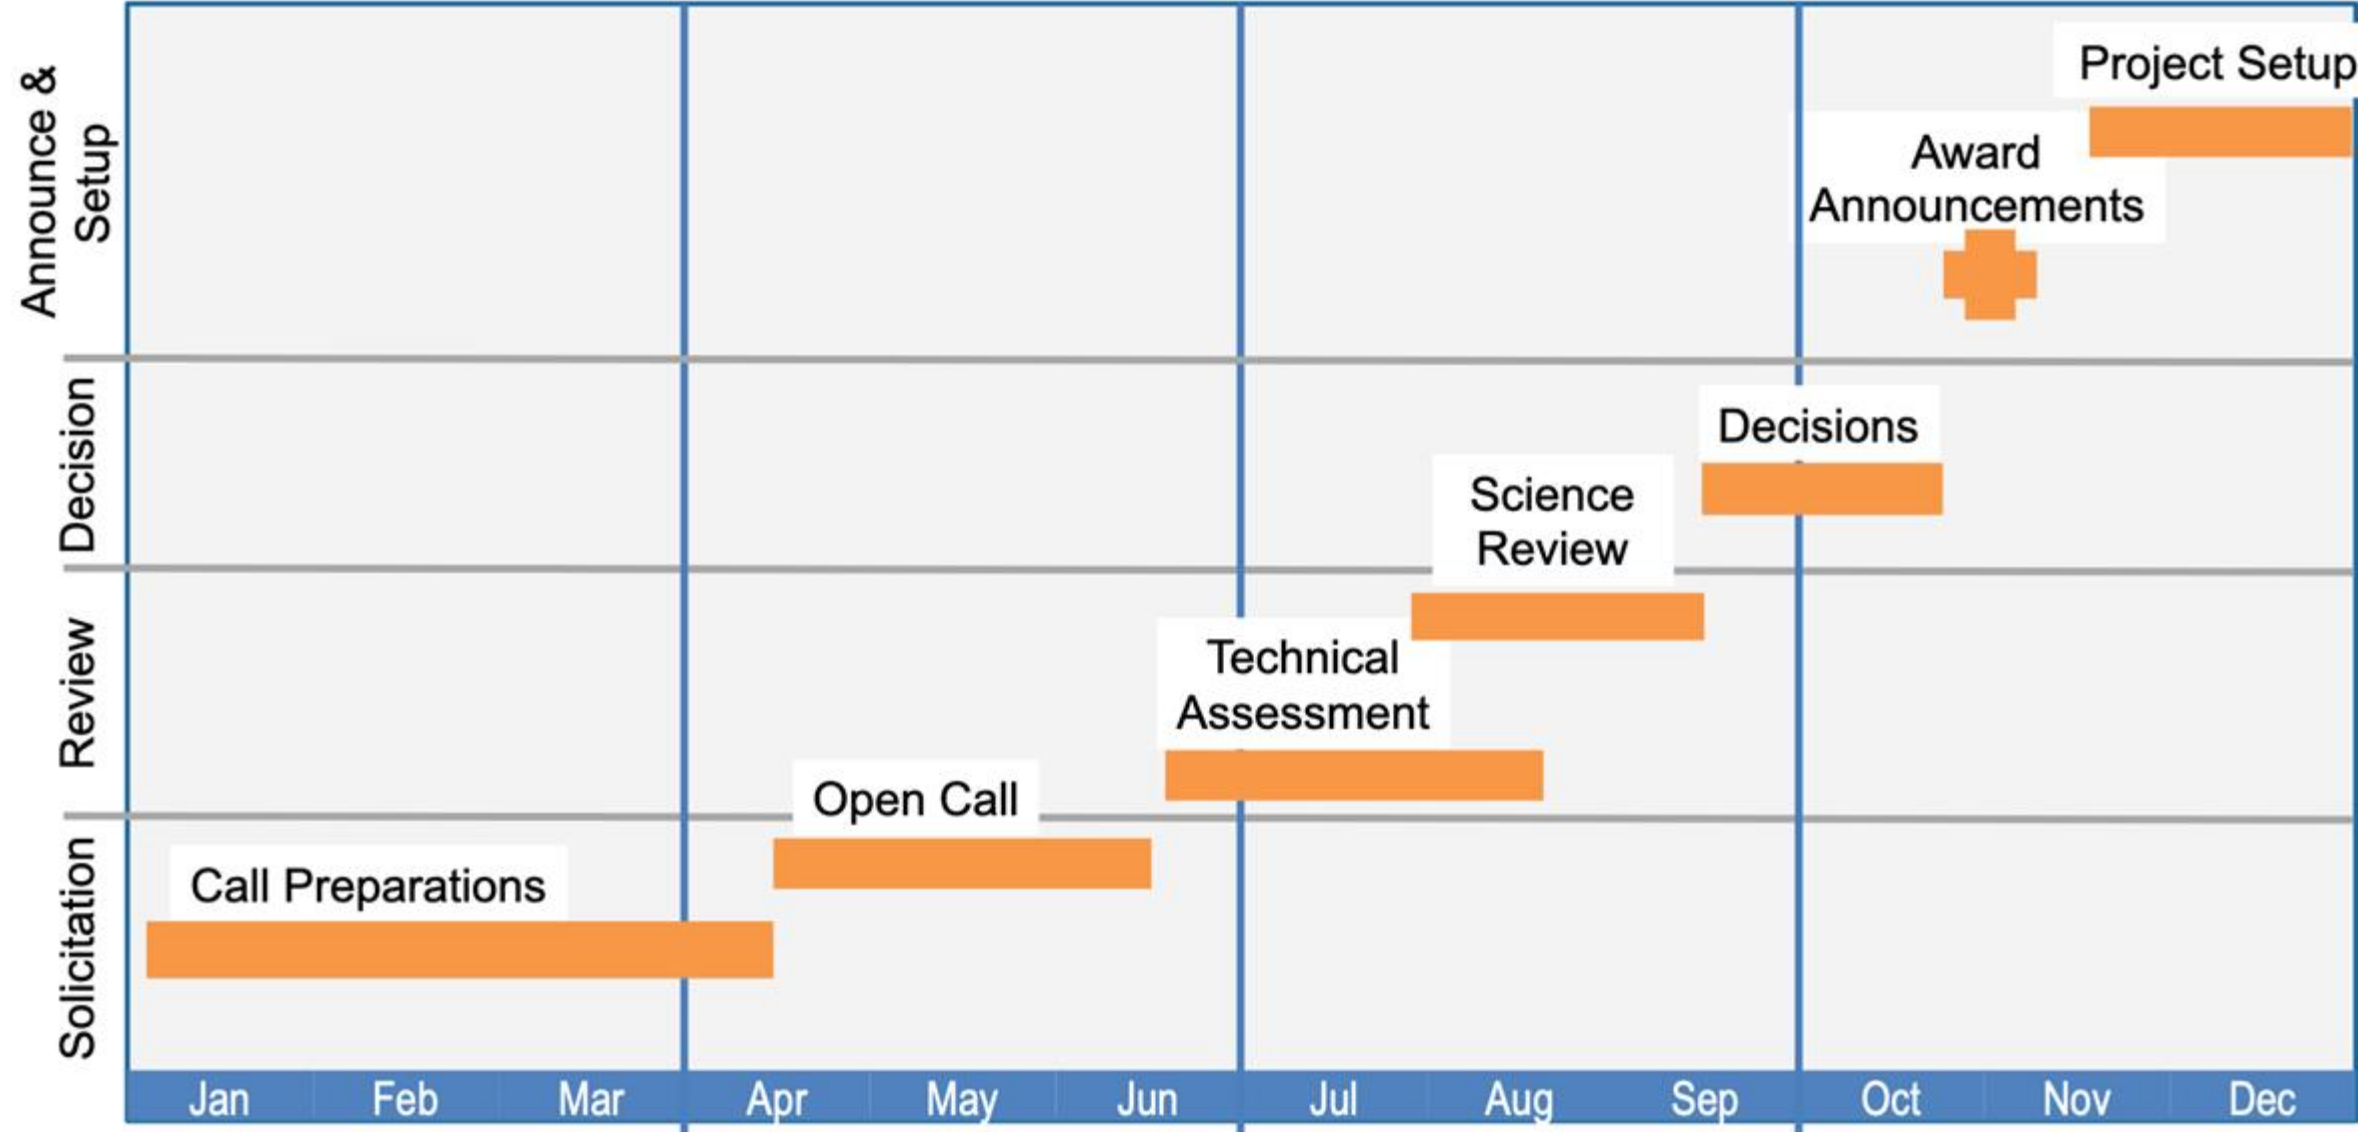 Announce &
Setup
Project Setup
Award
Announcements
Decision
Decisions
Science
Review
Review
Technical
Assessment
Open Call
Solicitation
Call Preparations
Jan Feb Mar Apr May Jun Jul Aug Sep Oct Nov Dec